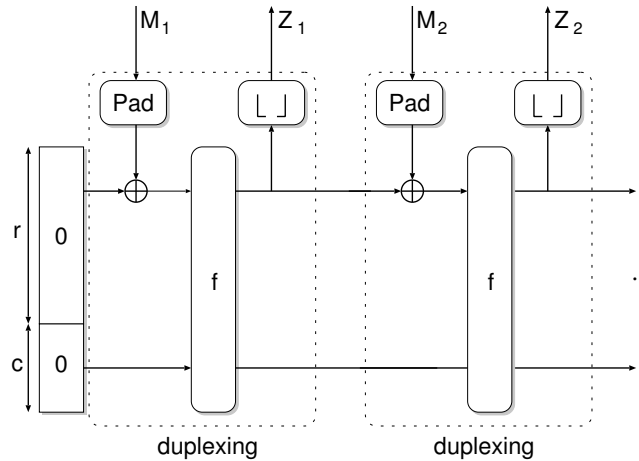 M1 Z1 M2 Z2
Pad ⌊ ⌋ Pad ⌊ ⌋
r 0 f f
c 0
duplexing duplexing